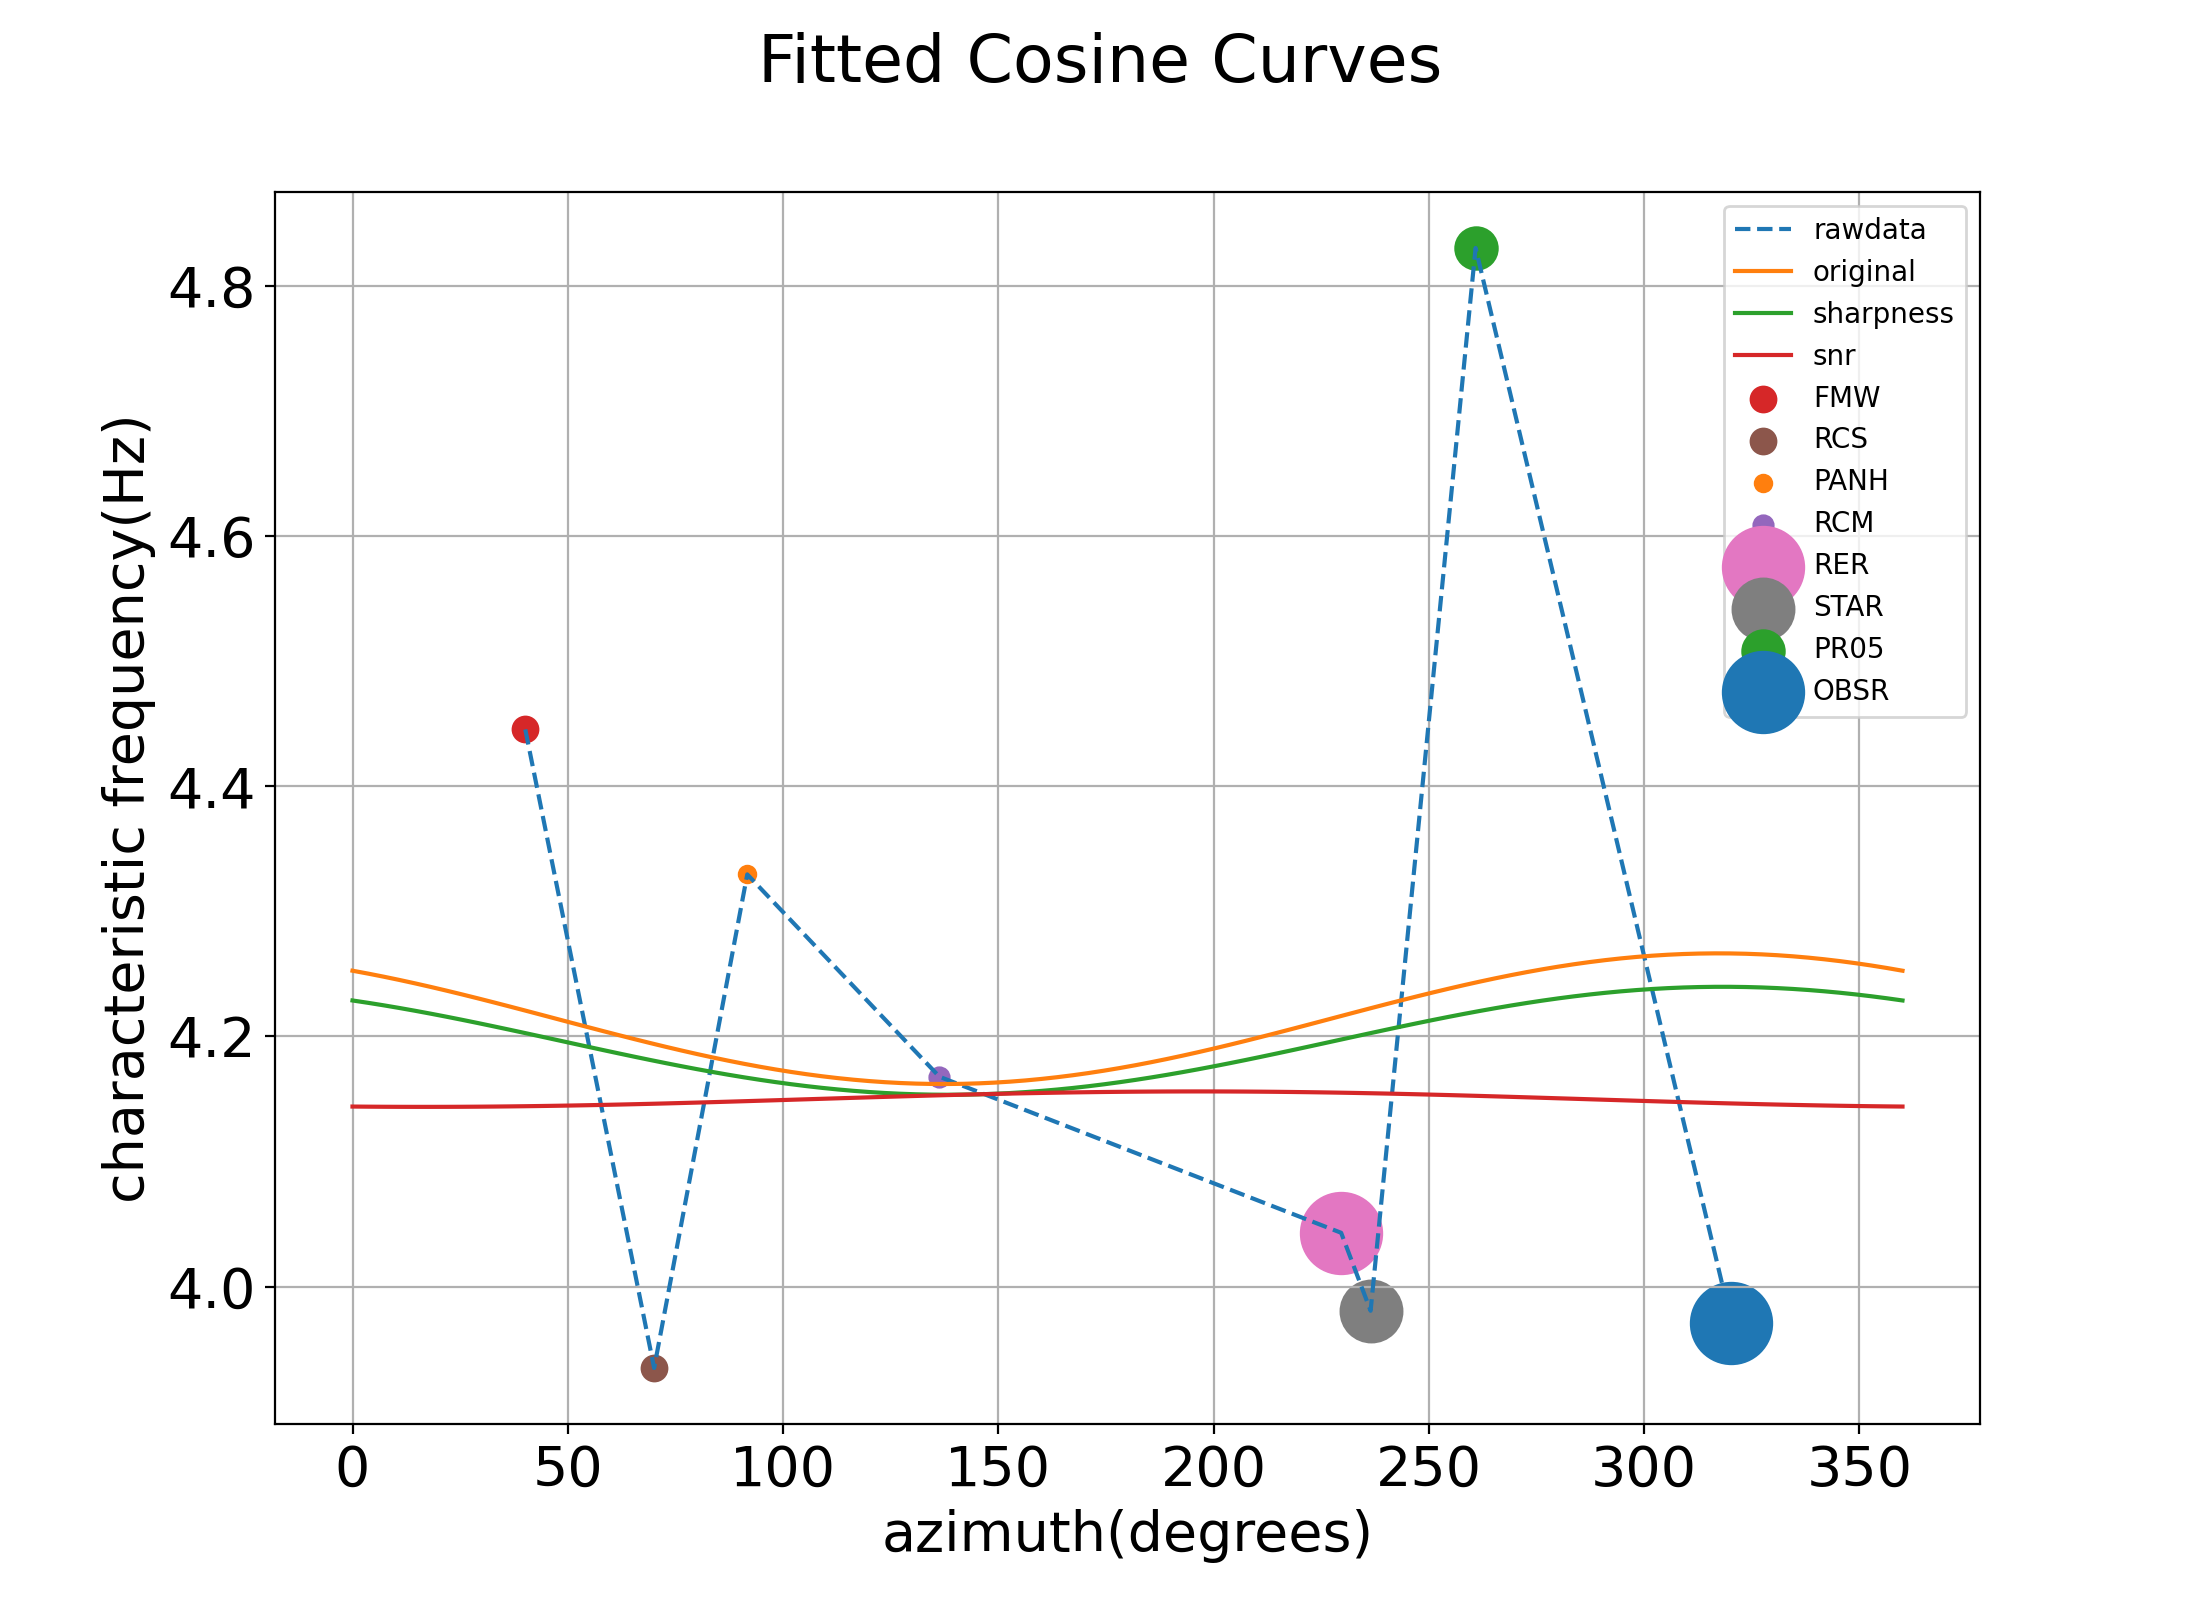 Fitted Cosine Curves
characteristic frequency(Hz)
4.8
4.6
4.4
4.2
4.0
0 50 100 150 200 250 300 350
azimuth(degrees)
rawdata
original
sharpness
snr
FMW
RCS
PANH
RCM
RER
STAR
PR05
OBSR